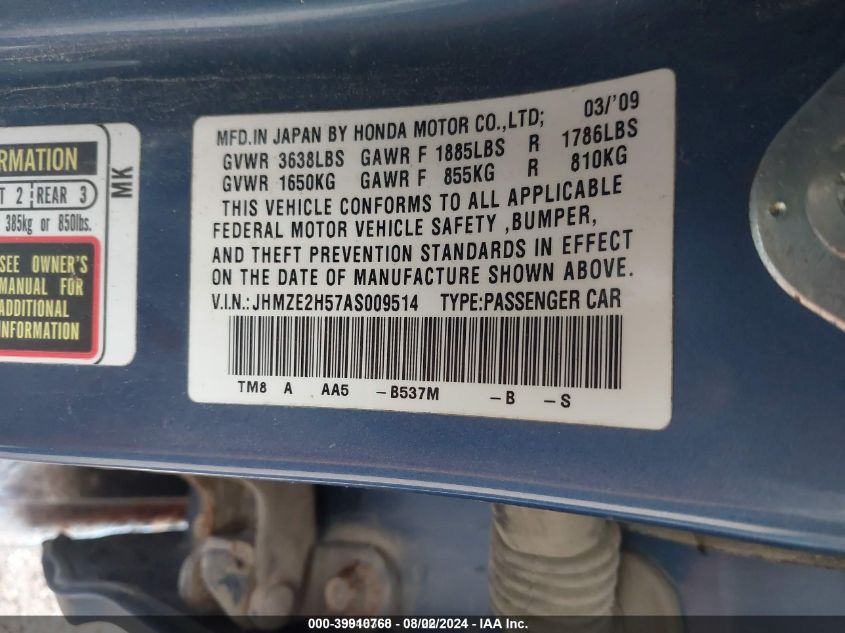 RMATION
T 2 REAR 3
385kg or 850lbs.
SEE OWNER'S
MANUAL FOR
ADDITIONAL
INFORMATION
MK
MFD.IN JAPAN BY HONDA MOTOR CO.,LTD; 03/'09
GVWR 3638LBS GAWR F 1885LBS R 1786LBS
GVWR 1650KG GAWR F 855KG R 810KG
THIS VEHICLE CONFORMS TO ALL APPLICABLE
FEDERAL MOTOR VEHICLE SAFETY ,BUMPER,
AND THEFT PREVENTION STANDARDS IN EFFECT
ON THE DATE OF MANUFACTURE SHOWN ABOVE.
V.I.N.:JHMZE2H57AS009514 TYPE:PASSENGER CAR
TM8 A AA5 -B537M -B -S
000-39910768 - 08/02/2024 - IAA Inc.